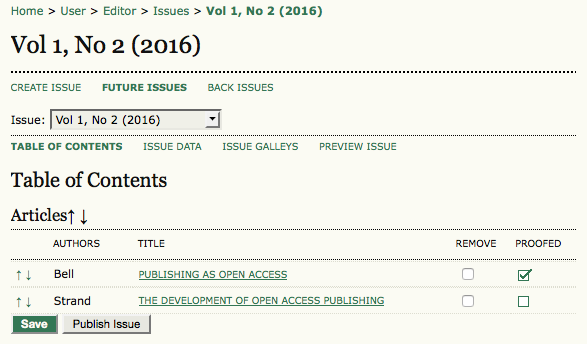 Home > User > Editor > Issues > Vol 1, No 2 (2016)
Vol 1, No 2 (2016)
CREATE ISSUE FUTURE ISSUES BACK ISSUES
Issue: Vol 1, No 2 (2016)
TABLE OF CONTENTS ISSUE DATA ISSUE GALLEYS PREVIEW ISSUE
Table of Contents
Articles↑ ↓
AUTHORS TITLE REMOVE PROOFED
↑ ↓ Bell PUBLISHING AS OPEN ACCESS
↑ ↓ Strand THE DEVELOPMENT OF OPEN ACCESS PUBLISHING
Save Publish Issue